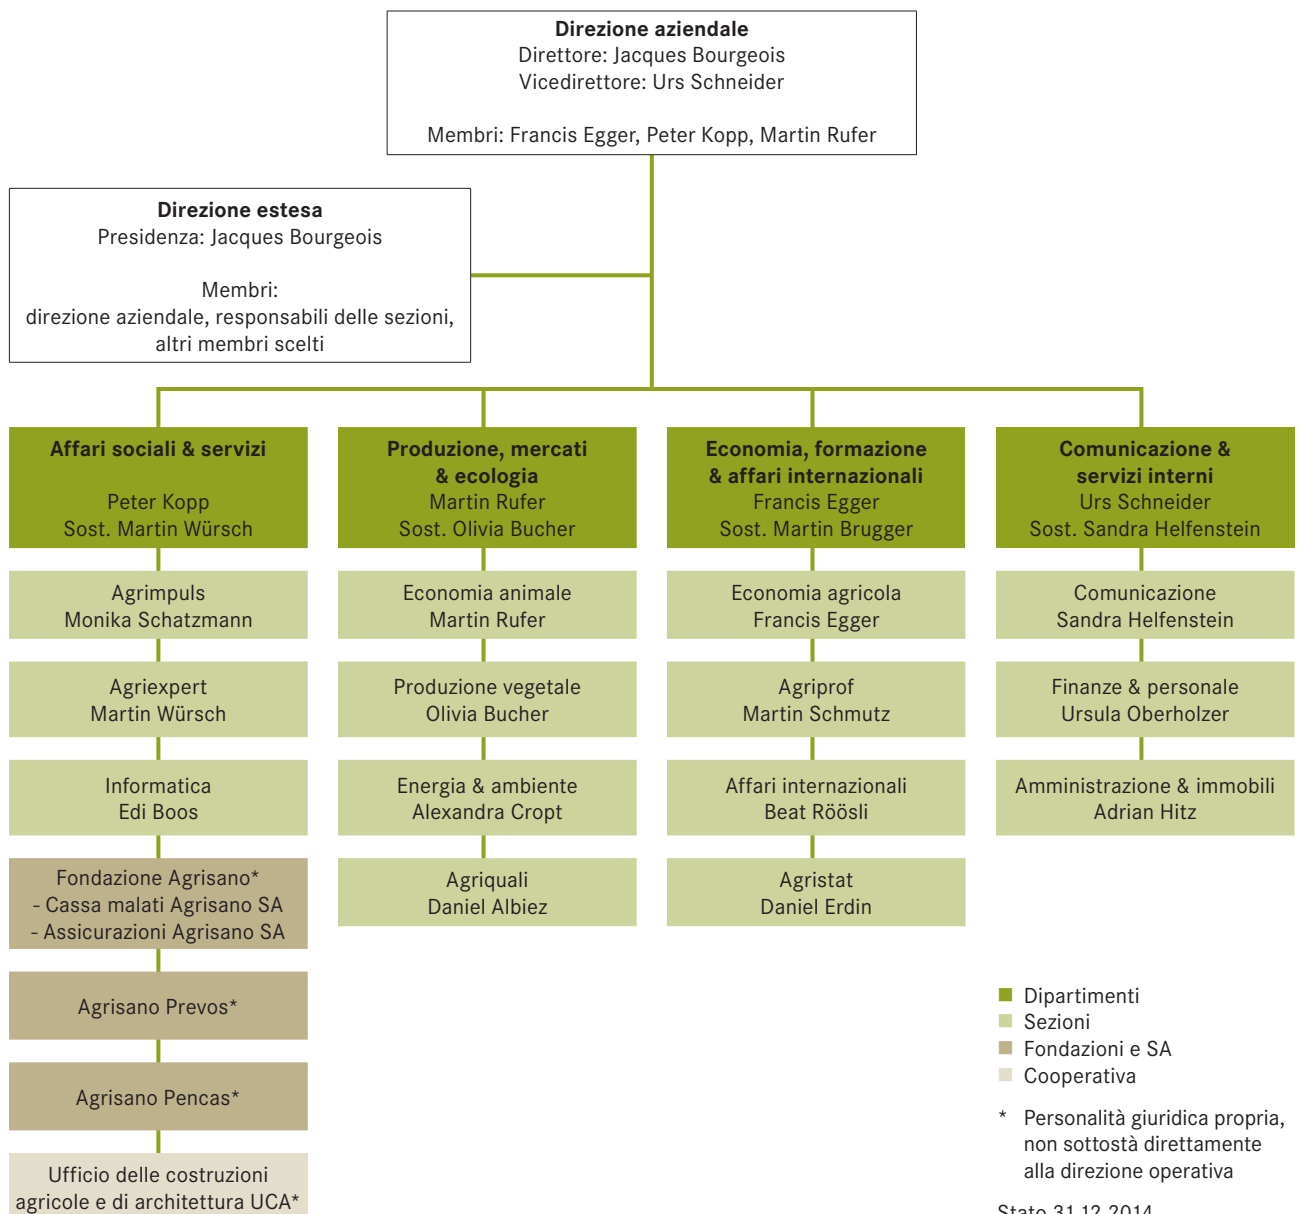 Direzione aziendale
Direttore: Jacques Bourgeois
Vicedirettore: Urs Schneider
Membri: Francis Egger, Peter Kopp, Martin Rufer
Direzione estesa
Presidenza: Jacques Bourgeois
Membri:
direzione aziendale, responsabili delle sezioni,
altri membri scelti
Affari sociali & servizi
Peter Kopp
Sost. Martin Würsch
Agrimpuls
Monika Schatzmann
Agriexpert
Martin Würsch
Informatica
Edi Boos
Fondazione Agrisano*
- Cassa malati Agrisano SA
- Assicurazioni Agrisano SA
Agrisano Prevos*
Agrisano Pencas*
Ufficio delle costruzioni
agricole e di architettura UCA*
Produzione, mercati
& ecologia
Martin Rufer
Sost. Olivia Bucher
Economia animale
Martin Rufer
Produzione vegetale
Olivia Bucher
Energia & ambiente
Alexandra Cropt
Agriquali
Daniel Albiez
Economia, formazione
& affari internazionali
Francis Egger
Sost. Martin Brugger
Economia agricola
Francis Egger
Agriprof
Martin Schmutz
Affari internazionali
Beat Röösli
Agristat
Daniel Erdin
Comunicazione &
servizi interni
Urs Schneider
Sost. Sandra Helfenstein
Comunicazione
Sandra Helfenstein
Finanze & personale
Ursula Oberholzer
Amministrazione & immobili
Adrian Hitz
Dipartimenti
Sezioni
Fondazioni e SA
Cooperativa
* Personalità giuridica propria,
non sottostà direttamente
alla direzione operativa
Stato 31.12.2014